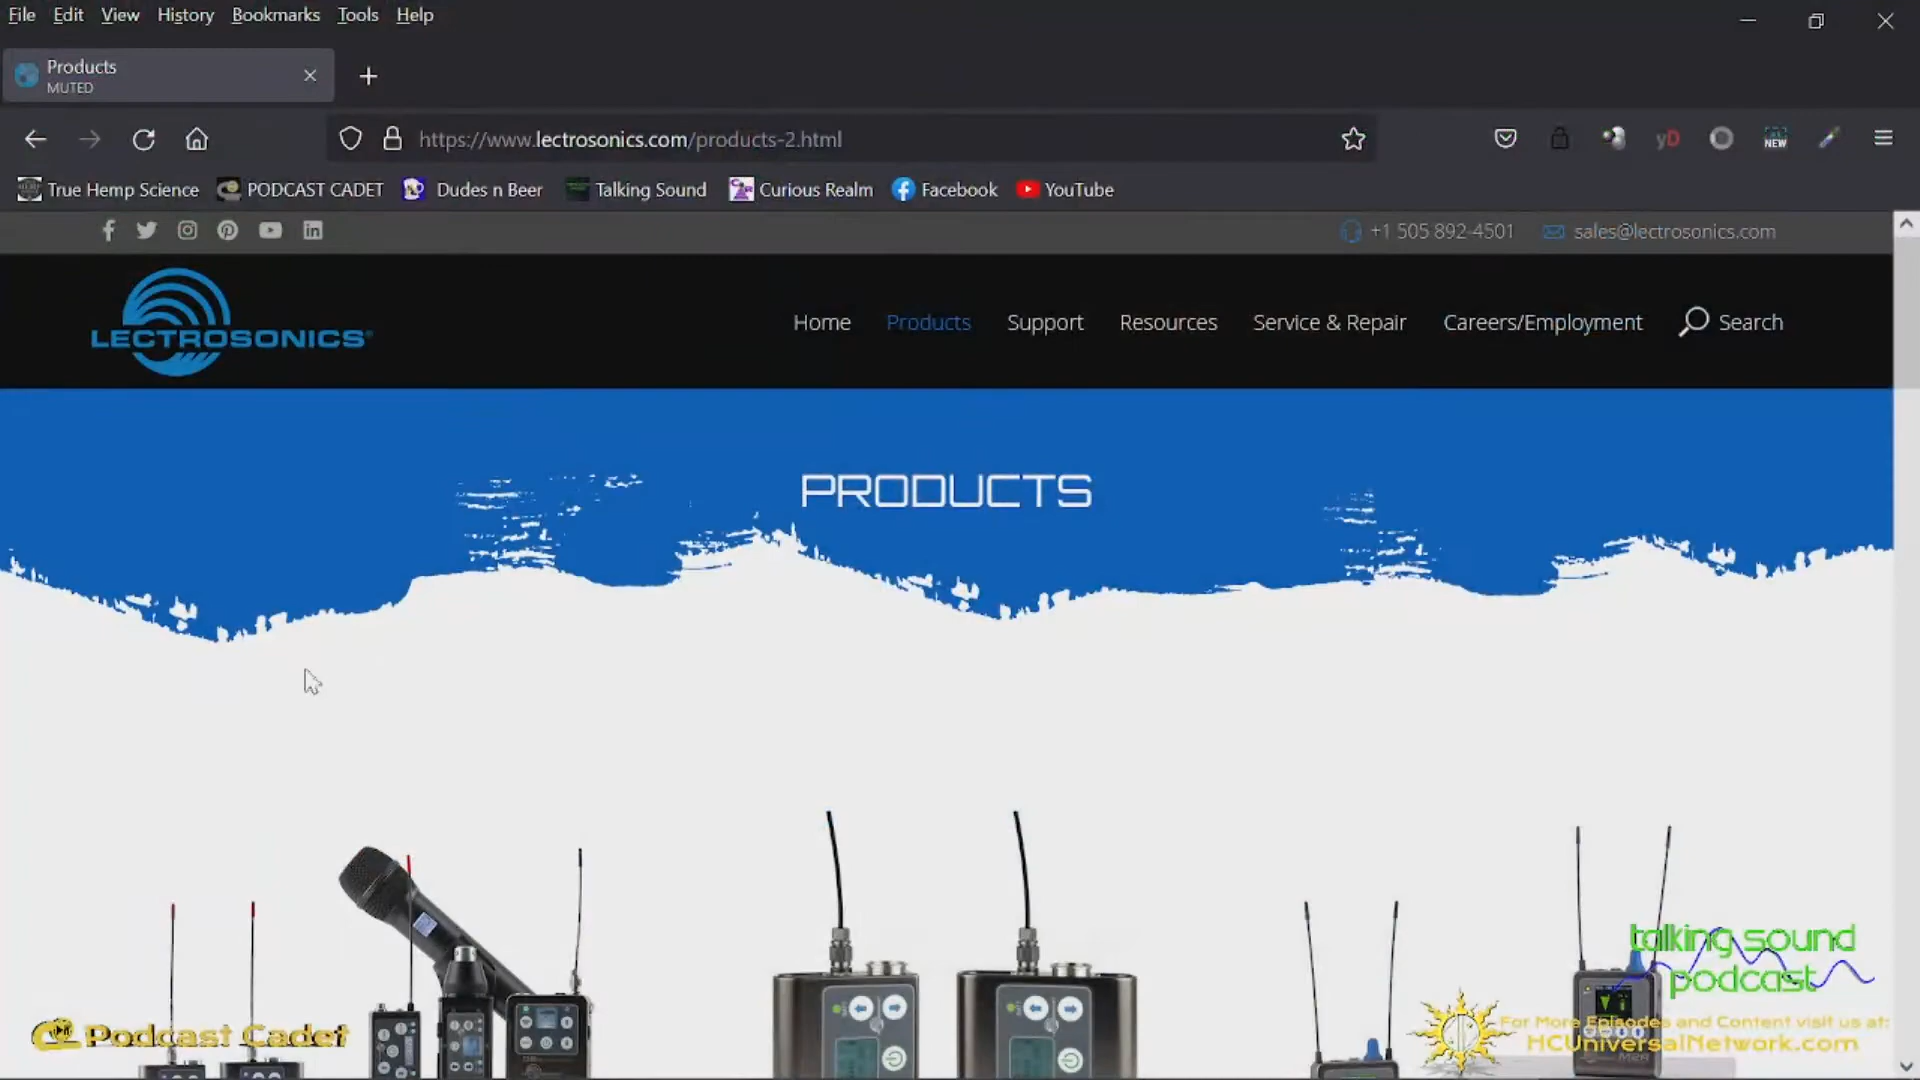 File Edit View History Bookmarks Tools Help
Products
MUTED
https://www.lectrosonics.com/products-2.html
NEW
yD
True Hemp Science PODCAST CADET Dudes n Beer Talking Sound Curious Realm Facebook YouTube
+1 505 892-4501 sales@lectrosonics.com
LECTROSONICS®
Home Products Support Resources Service & Repair Careers/Employment Search
PRODUCTS
talking sound
podcast
Podcast Cadet
For More Episodes and Content visit us at:
HCUniversalNetwork.com
M2R